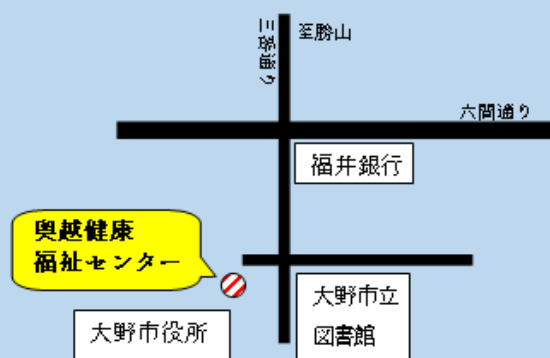 三番通り
至勝山
六間通り
福井銀行
奥越健康
福祉センター
大野市立
図書館
大野市役所